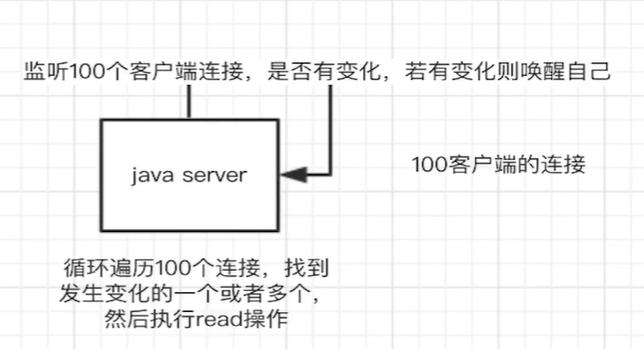 监听100个客户端连接，是否有变化，若有变化则唤醒自己
java server
100客户端的连接
循环遍历100个连接，找到
发生变化的一个或者多个，
然后执行read操作